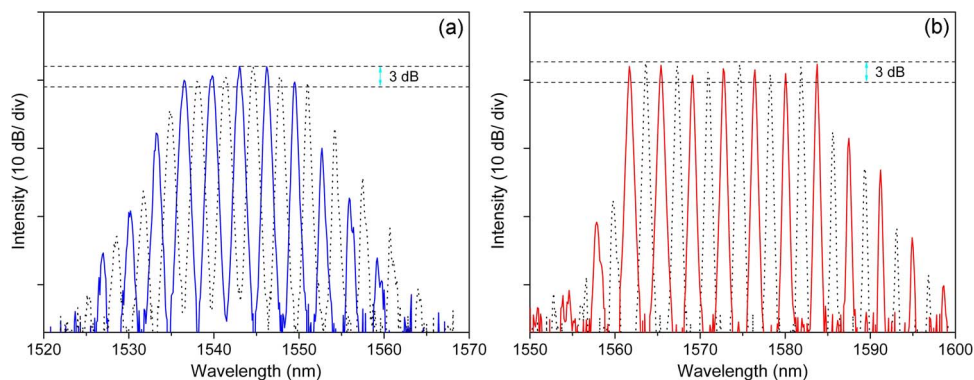 (a)
3 dB
Intensity (10 dB/ div)
1520 1530 1540 1550 1560 1570
Wavelength (nm)
(b)
3 dB
Intensity (10 dB/ div)
1550 1560 1570 1580 1590 1600
Wavelength (nm)